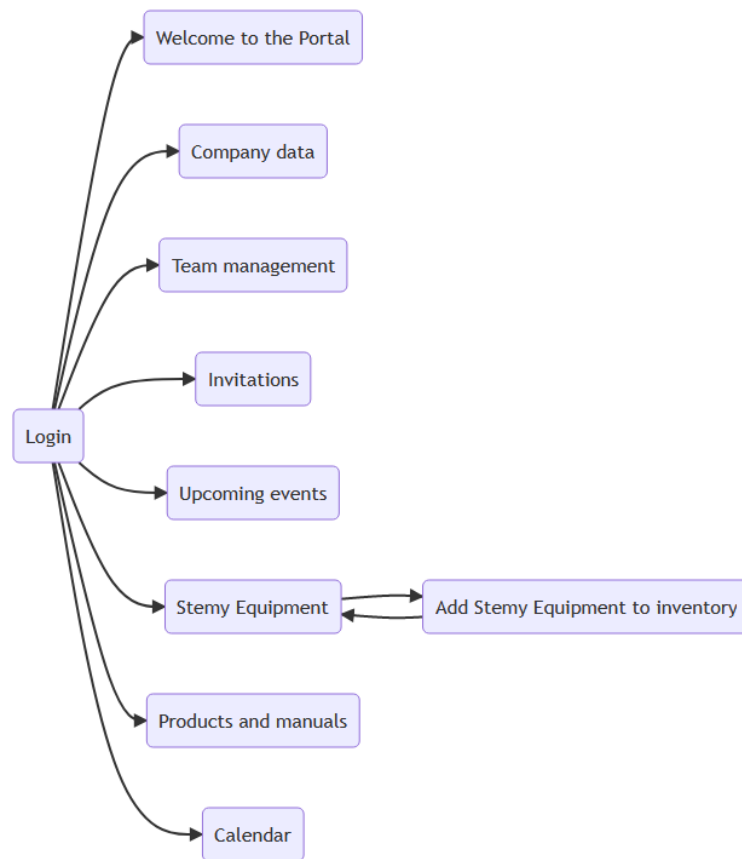 Welcome to the Portal
Company data
Team management
Invitations
Login
Upcoming events
Stemy Equipment
Add Stemy Equipment to inventory
Products and manuals
Calendar